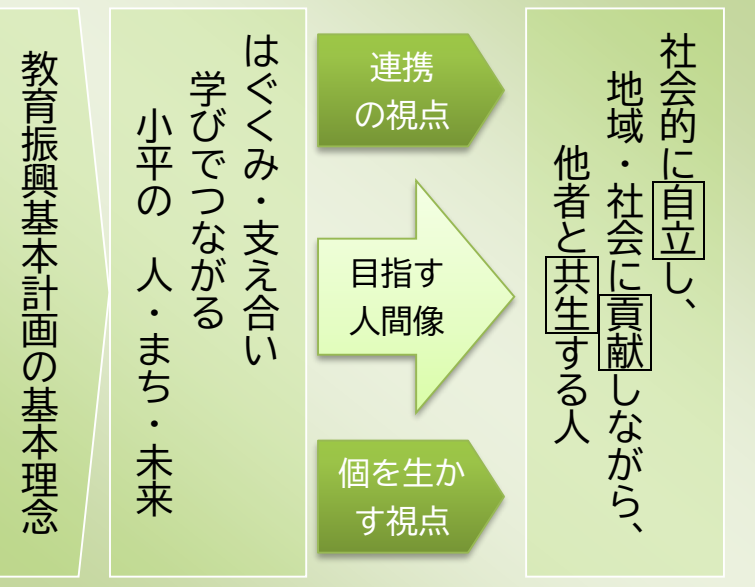 教育振興基本計画の基本理念
はぐくみ・支え合い
学びでつながる
小平の　人・まち・未来
連携
の視点
目指す
人間像
個を生か
す視点
社会的に自立し、
地域・社会に貢献しながら、
他者と共生する人